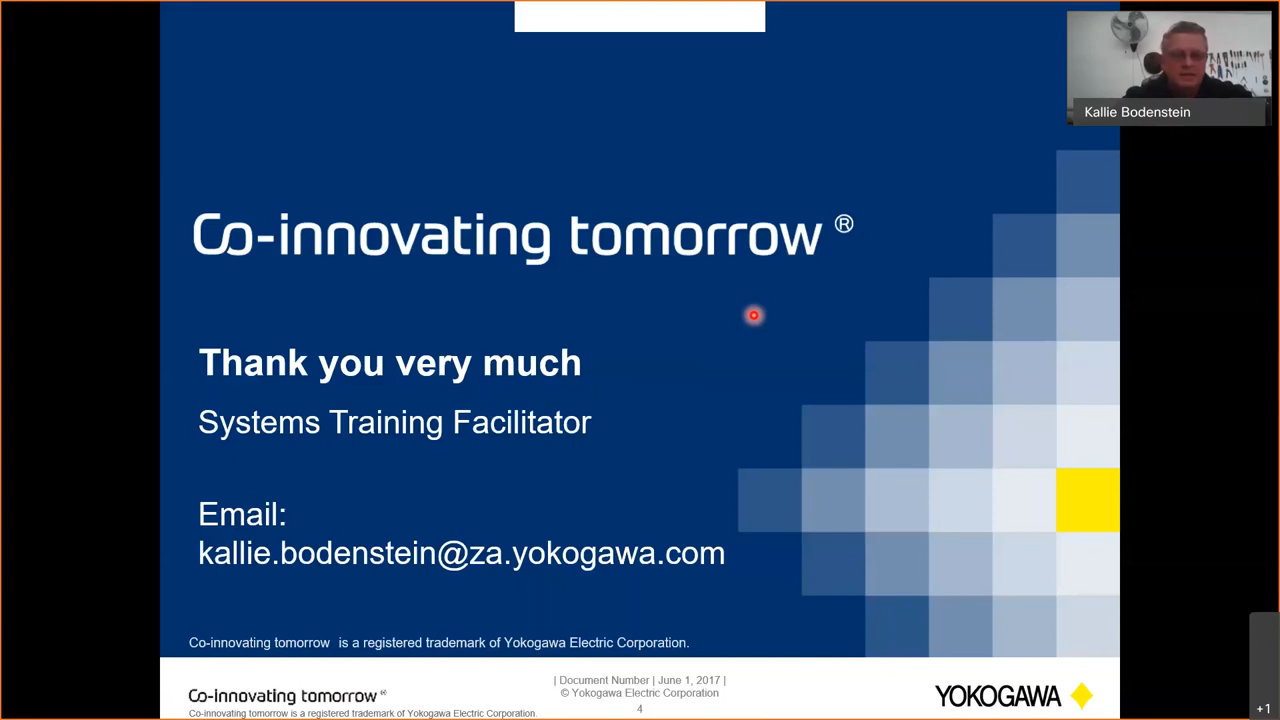 Kallie Bodenstein
Co-innovating tomorrow ®
Thank you very much
Systems Training Facilitator
Email:
kallie.bodenstein@za.yokogawa.com
Co-innovating tomorrow is a registered trademark of Yokogawa Electric Corporation.
Co-innovating tomorrow ®
Co-innovating tomorrow is a registered trademark of Yokogawa Electric Corporation.
| Document Number | June 1, 2017 |
© Yokogawa Electric Corporation
4
YOKOGAWA
+1